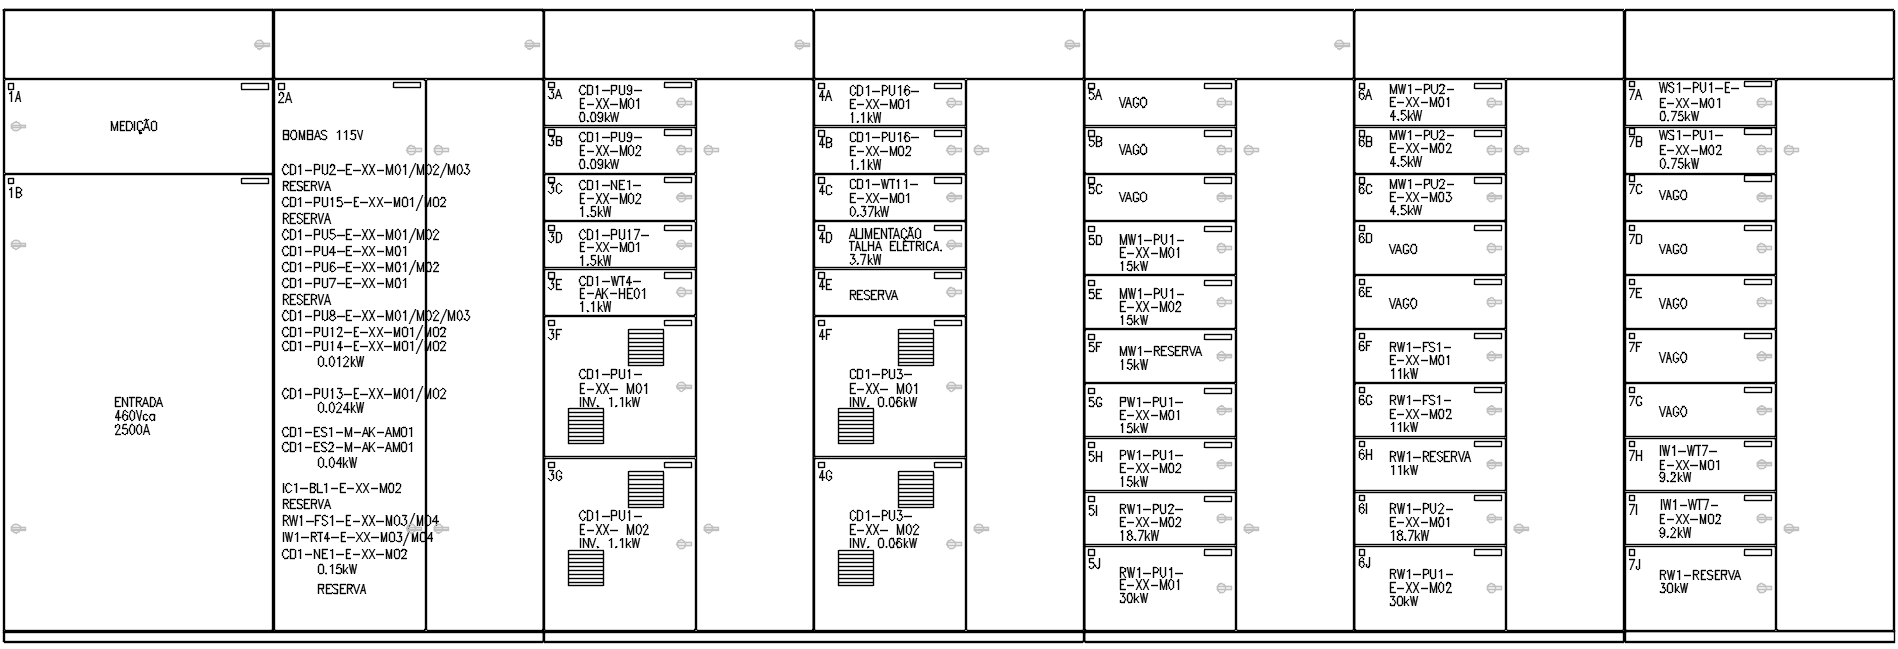 1A
MEDIÇÃO
1B
ENTRADA
460Vca
2500A
2A
BOMBAS 115V
CD1-PU2-E-XX-M01/M02/M03
RESERVA
CD1-PU15-E-XX-M01/M02
RESERVA
CD1-PU5-E-XX-M01/M02
CD1-PU4-E-XX-M01
CD1-PU6-E-XX-M01/M02
CD1-PU7-E-XX-M01
RESERVA
CD1-PU8-E-XX-M01/M02/M03
CD1-PU12-E-XX-M01/M02
CD1-PU14-E-XX-M01/M02
0.012kW
CD1-PU13-E-XX-M01/M02
0.024kW
CD1-ES1-M-AK-AM01
CD1-ES2-M-AK-AM01
0.04kW
IC1-BL1-E-XX-M02
RESERVA
RW1-FS1-E-XX-M03/M04
IW1-RT4-E-XX-M03/M04
CD1-NE1-E-XX-M02
0.15kW
RESERVA
3A
CD1-PU9-
E-XX-M01
0.09kW
3B
CD1-PU9-
E-XX-M02
0.09kW
3C
CD1-NE1-
E-XX-M02
1.5kW
3D
CD1-PU17-
E-XX-M01
1.5kW
3E
CD1-WT4-
E-AK-HE01
1.1kW
3F
CD1-PU1-
E-XX- M01
INV. 1.1kW
3G
CD1-PU1-
E-XX- M02
INV. 1.1kW
4A
CD1-PU16-
E-XX-M01
1.1kW
4B
CD1-PU16-
E-XX-M02
1.1kW
4C
CD1-WT11-
E-XX-M01
0.37kW
4D
ALIMENTAÇÃO
TALHA ELÉTRICA.
3.7kW
4E
RESERVA
4F
CD1-PU3-
E-XX- M01
INV. 0.06kW
4G
CD1-PU3-
E-XX- M02
INV. 0.06kW
5A
VAGO
5B
VAGO
5C
VAGO
5D
MW1-PU1-
E-XX-M01
15kW
5E
MW1-PU1-
E-XX-M02
15kW
5F
MW1-RESERVA
15kW
5G
PW1-PU1-
E-XX-M01
15kW
5H
PW1-PU1-
E-XX-M02
15kW
5I
RW1-PU2-
E-XX-M02
18.7kW
5J
RW1-PU1-
E-XX-M01
30kW
6A
MW1-PU2-
E-XX-M01
4.5kW
6B
MW1-PU2-
E-XX-M02
4.5kW
6C
MW1-PU2-
E-XX-M03
4.5kW
6D
VAGO
6E
VAGO
6F
RW1-FS1-
E-XX-M01
11kW
6G
RW1-FS1-
E-XX-M02
11kW
6H
RW1-RESERVA
11kW
6I
RW1-PU2-
E-XX-M01
18.7kW
6J
RW1-PU1-
E-XX-M02
30kW
7A
WS1-PU1-E-
E-XX-M01
0.75kW
7B
WS1-PU1-
E-XX-M02
0.75kW
7C
VAGO
7D
VAGO
7E
VAGO
7F
VAGO
7G
VAGO
7H
IW1-WT7-
E-XX-M01
9.2kW
7I
IW1-WT7-
E-XX-M02
9.2kW
7J
RW1-RESERVA
30kW